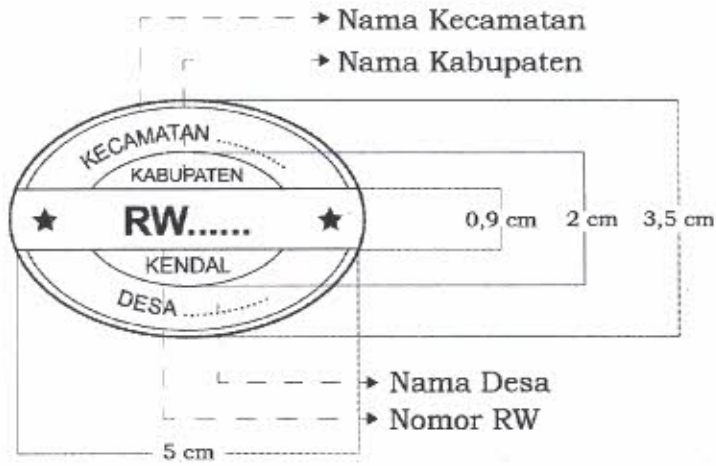 Nama Kecamatan
Nama Kabupaten
KECAMATAN ..........
KABUPATEN
RW......
0,9 cm 2 cm 3,5 cm
KENDAL
DESA ..........
Nama Desa
Nomor RW
5 cm